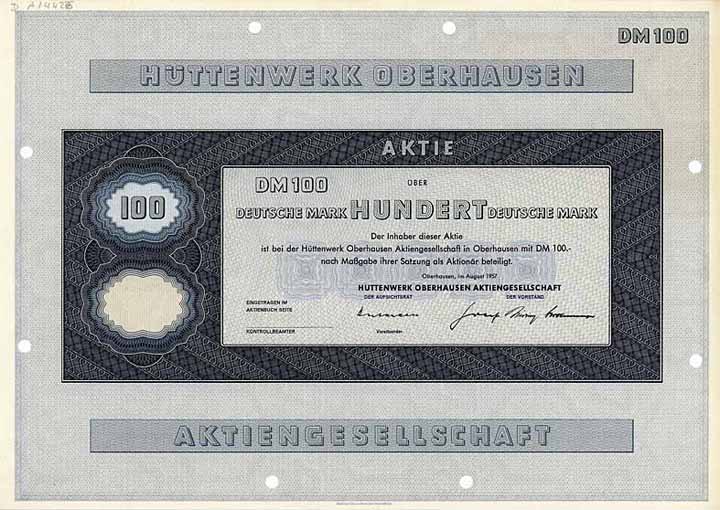 DM 100
HÜTTENWERK OBERHAUSEN
AKTIE
DM 100 ÜBER
DEUTSCHE MARK HUNDERT DEUTSCHE MARK
100
Der Inhaber dieser Aktie
ist bei der Hüttenwerk Oberhausen Aktiengesellschaft in Oberhausen mit DM 100.-
nach Maßgabe ihrer Satzung als Aktionär beteiligt.
Oberhausen, im August 1957
HÜTTENWERK OBERHAUSEN AKTIENGESELLSCHAFT
DER AUFSICHTSRAT DER VORSTAND
EINGETRAGEN IM
AKTIENBUCH SEITE
KONTROLLBEAMTER
Vorsitzender
AKTIENGESELLSCHAFT